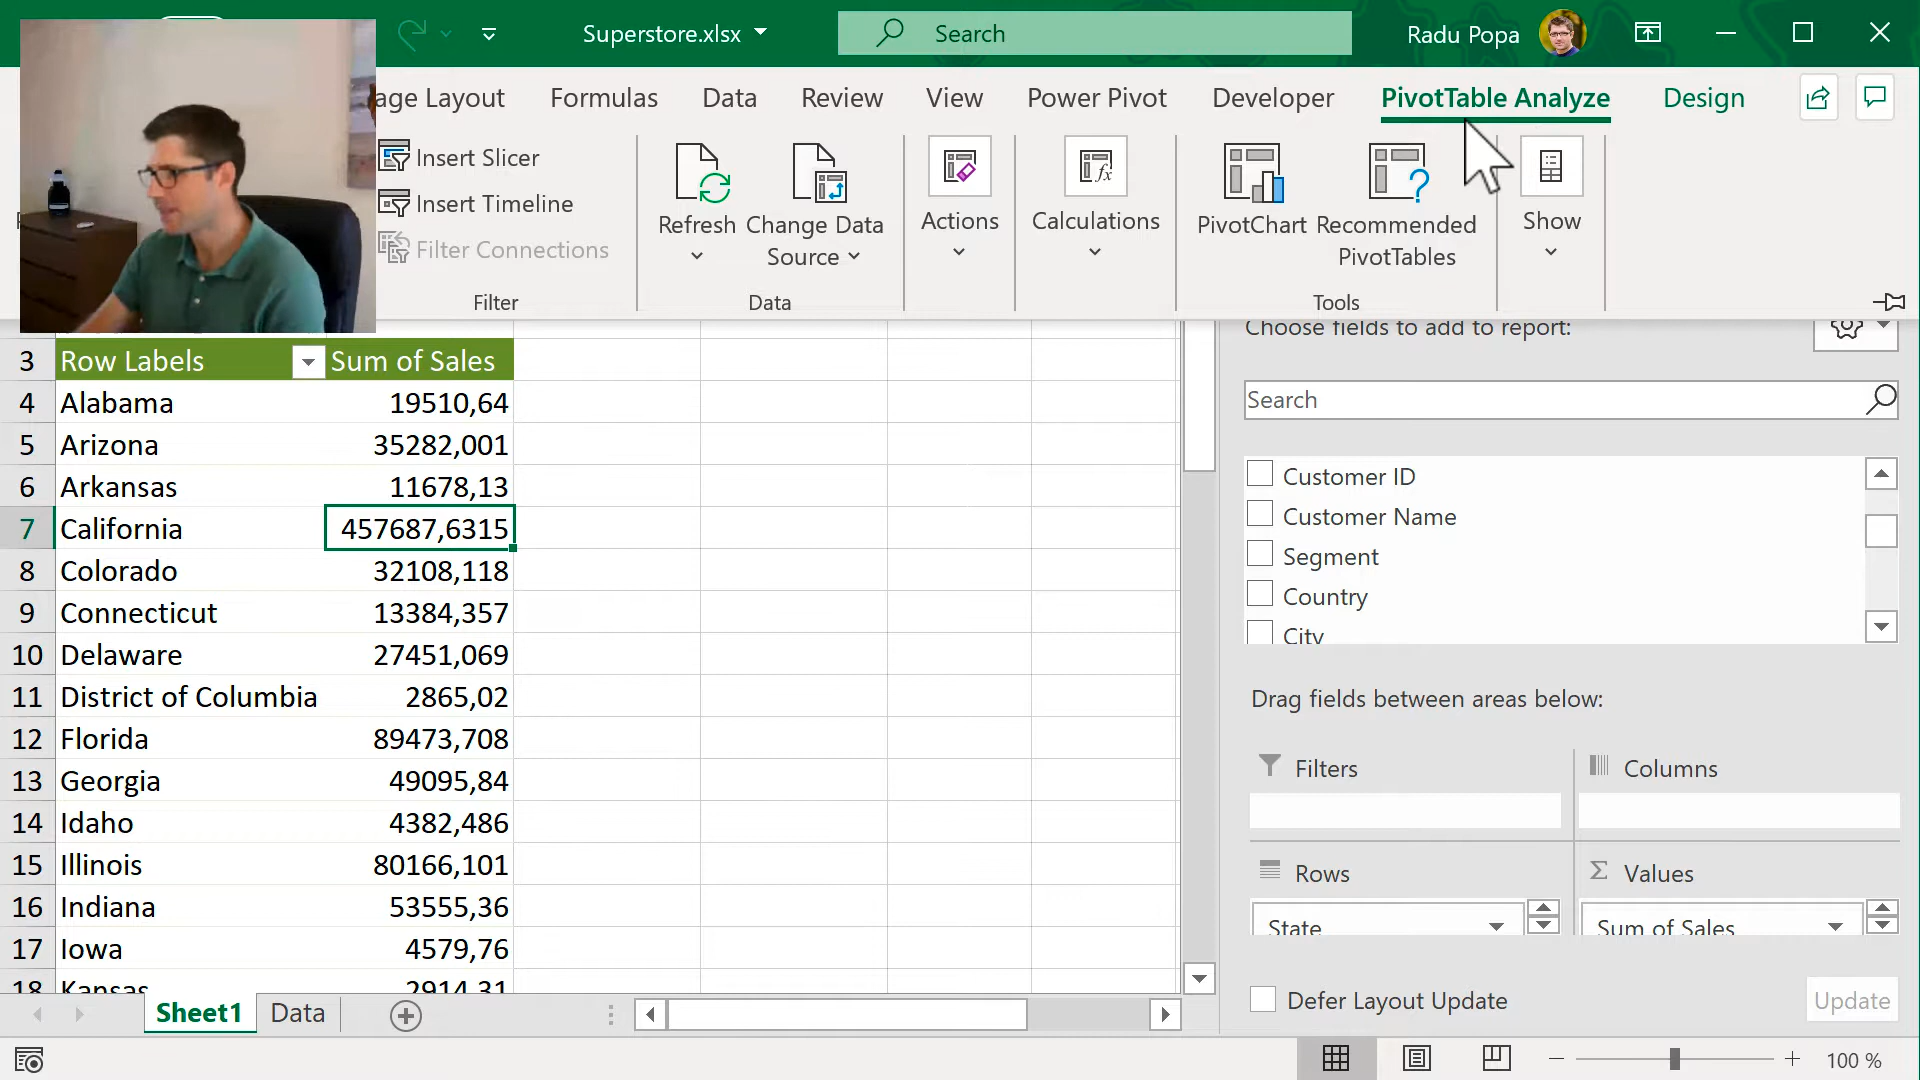 Superstore.xlsx
Search
Radu Popa
age Layout Formulas Data Review View Power Pivot Developer PivotTable Analyze Design
Insert Slicer
Insert Timeline
Filter Connections
Filter
Refresh
Change Data Source
Data
Actions
Calculations
PivotChart
Recommended PivotTables
Tools
Show
3 Row Labels Sum of Sales
4 Alabama 19510,64
5 Arizona 35282,001
6 Arkansas 11678,13
7 California 457687,6315
8 Colorado 32108,118
9 Connecticut 13384,357
10 Delaware 27451,069
11 District of Columbia 2865,02
12 Florida 89473,708
13 Georgia 49095,84
14 Idaho 4382,486
15 Illinois 80166,101
16 Indiana 53555,36
17 Iowa 4579,76
18 Kansas 2914,31
Choose fields to add to report:
Search
Customer ID
Customer Name
Segment
Country
City
Drag fields between areas below:
Filters
Columns
Rows
Σ Values
State
Sum of Sales
Defer Layout Update
Update
Sheet1 Data
100 %